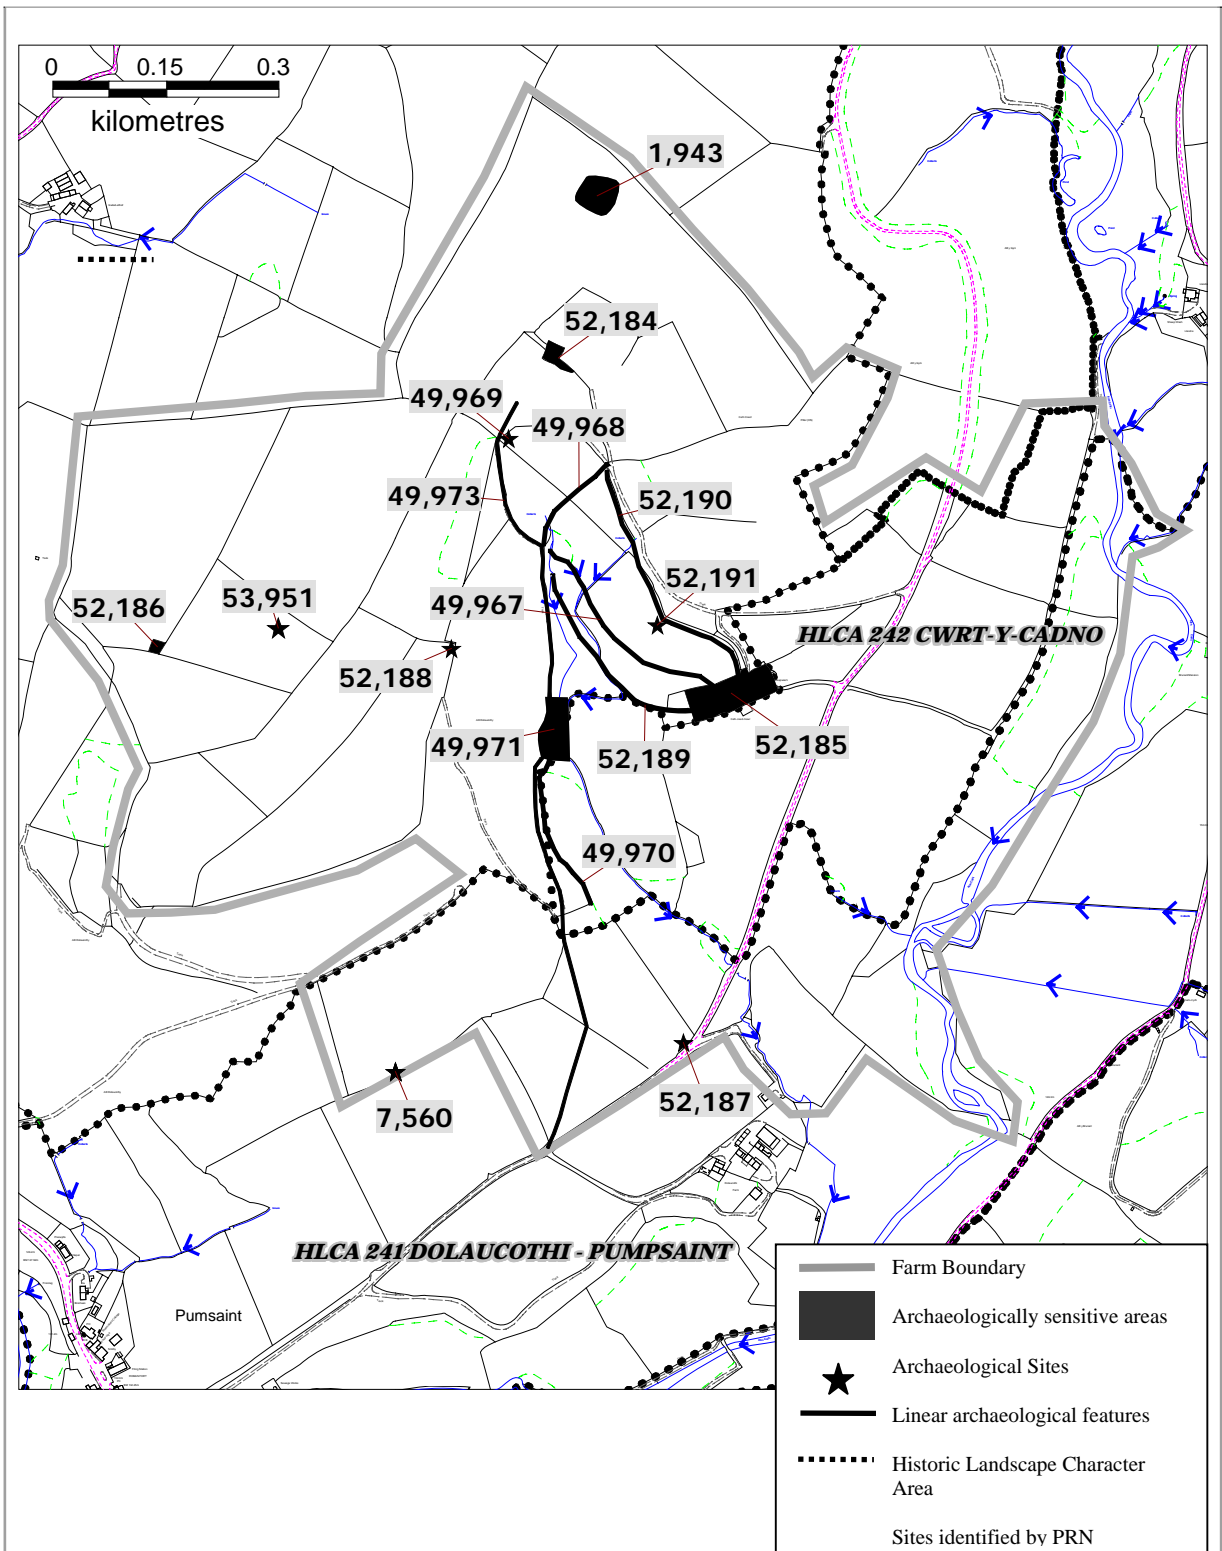 0 0.15 0.3
kilometres
1,943
52,184
49,969
49,968
49,973
52,190
52,191
53,951
49,967
52,186
HLCA 242 CWRT-Y-CADNO
52,188
49,971
52,189
52,185
49,970
7,560
52,187
HLCA 241 DOLAUCOTHI - PUMPSAINT
Pumsaint
Farm Boundary
Archaeologically sensitive areas
Archaeological Sites
Linear archaeological features
Historic Landscape Character
Area
Sites identified by PRN